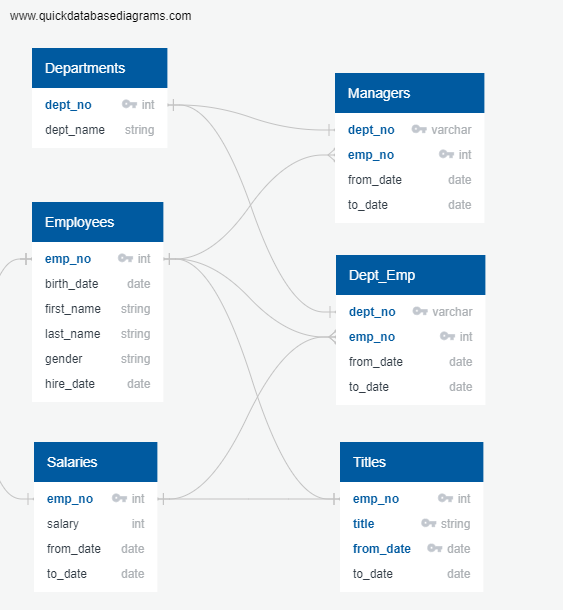 www.quickdatabasediagrams.com
Departments
dept_no int
dept_name string
Managers
dept_no varchar
emp_no int
from_date date
to_date date
Employees
emp_no int
birth_date date
first_name string
last_name string
gender string
hire_date date
Dept_Emp
dept_no varchar
emp_no int
from_date date
to_date date
Salaries
emp_no int
salary int
from_date date
to_date date
Titles
emp_no int
title string
from_date date
to_date date